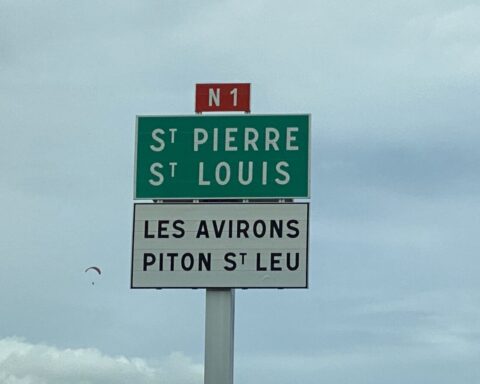 N 1
ST PIERRE
ST LOUIS
LES AVIRONS
PITON ST LEU